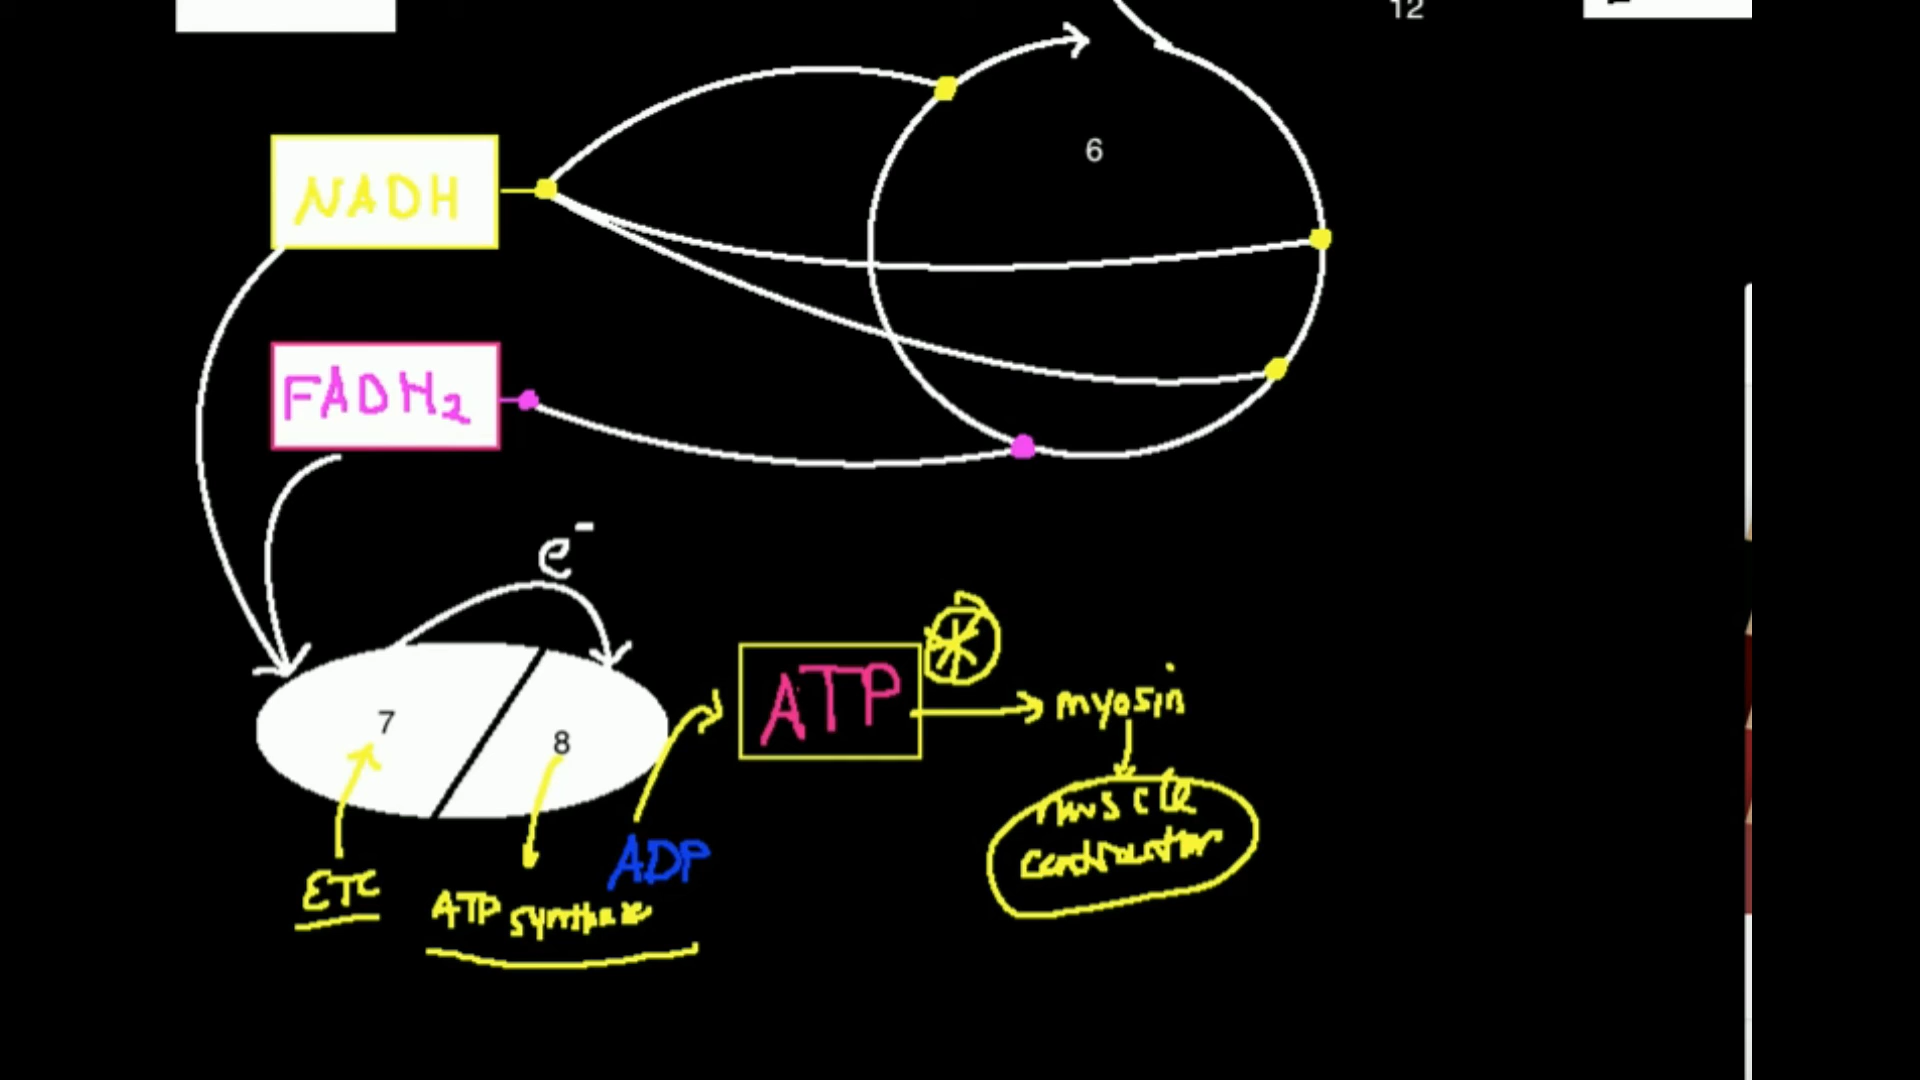 12
6
NADH
FADH2
e-
7
8
ATP
myosin
muscle
contraction
ETC
ATP synthase
ADP